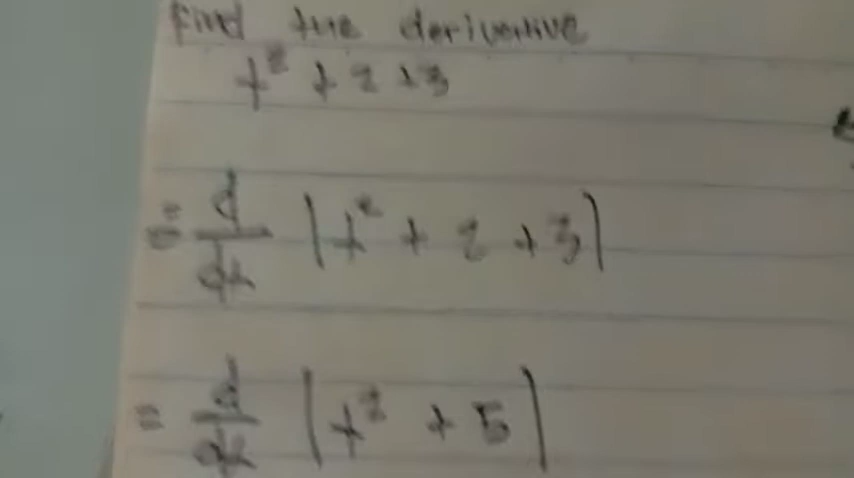 Find the derivative
t² + 2 + 3
= d/dt |t² + 2 + 3|
= d/dt |t² + 5|